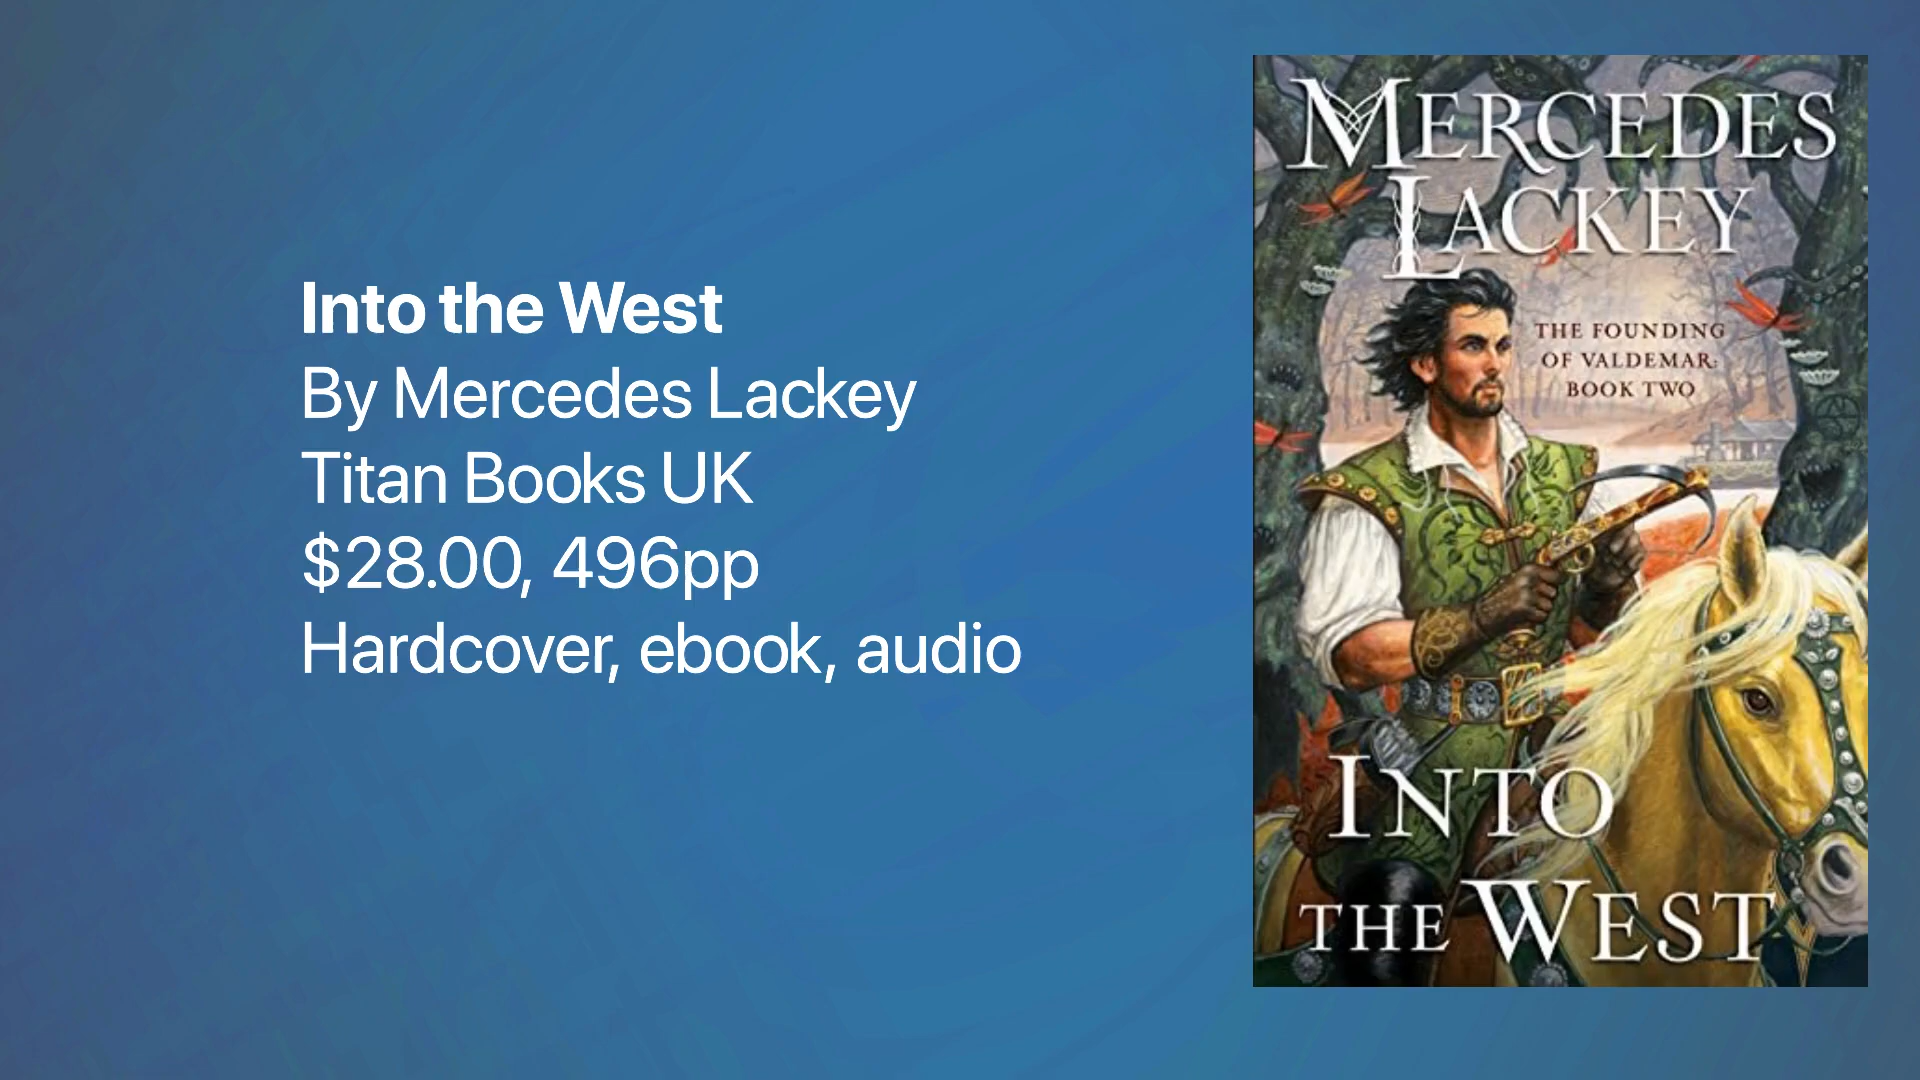 Into the West
By Mercedes Lackey
Titan Books UK
$28.00, 496pp
Hardcover, ebook, audio
MERCEDES
LACKEY
THE FOUNDING
OF VALDEMAR:
BOOK TWO
INTO
THE WEST